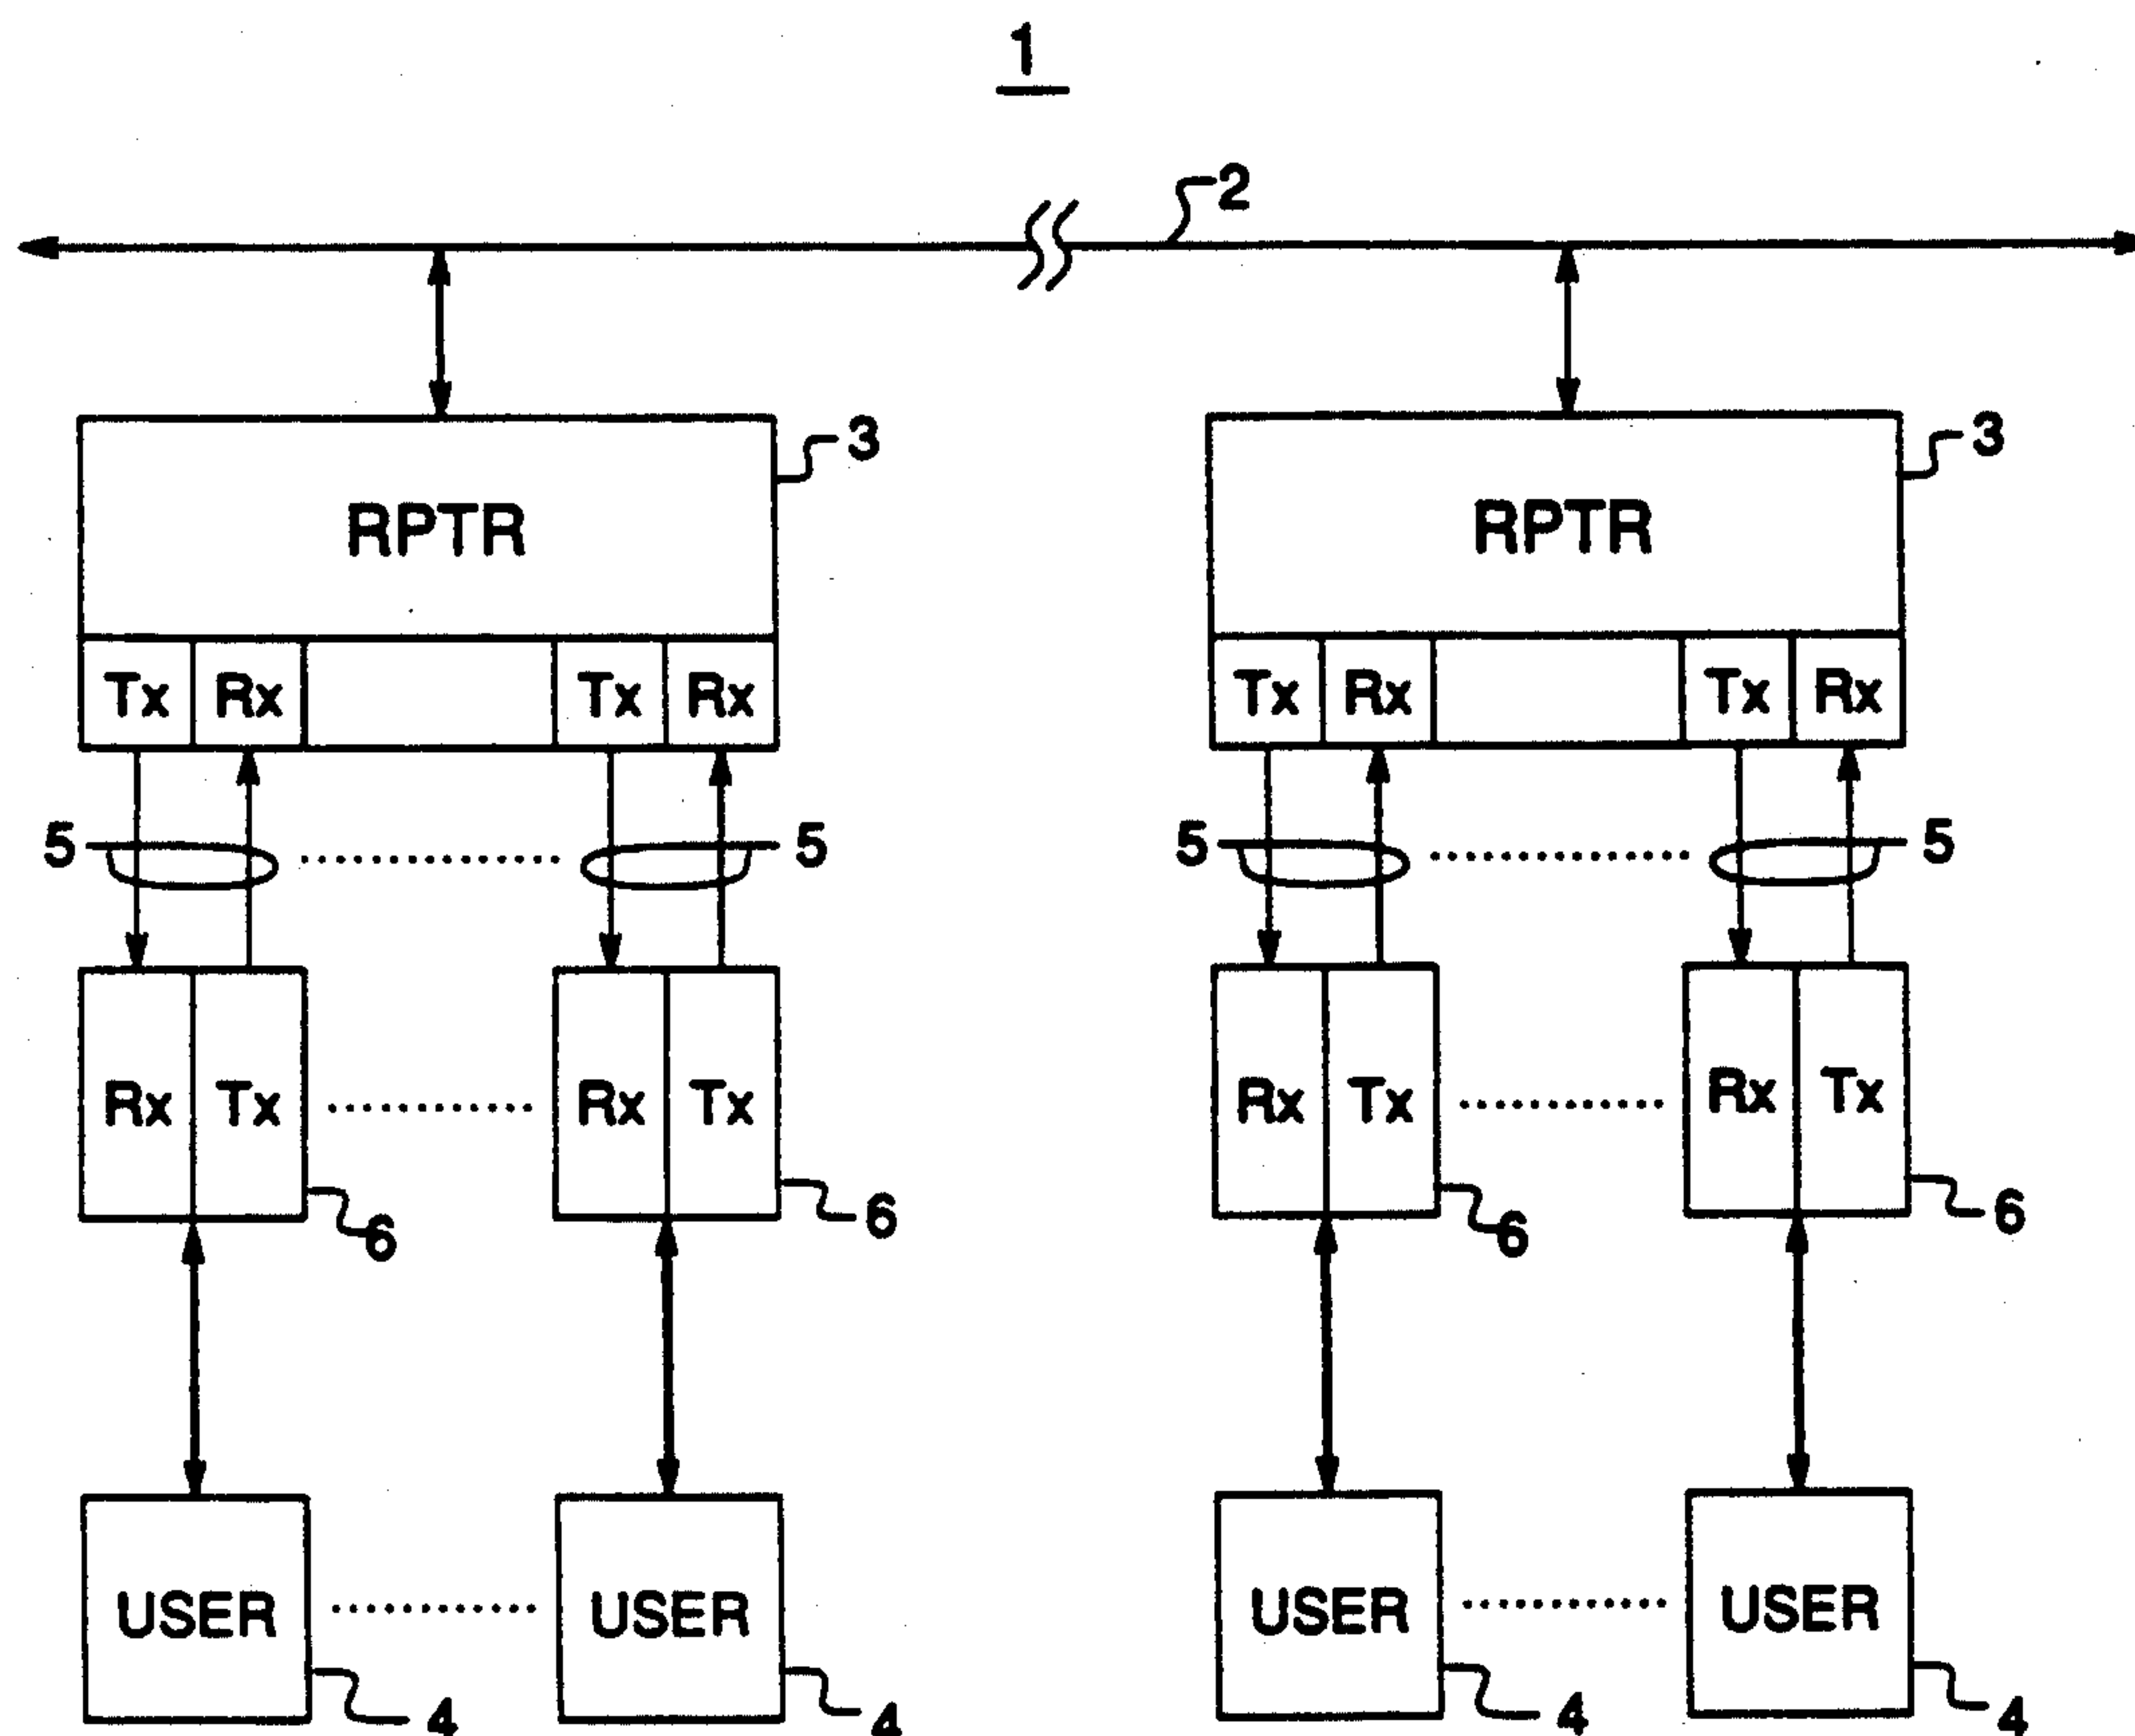 1
2
3 3
RPTR RPTR
Tx Rx Tx Rx Tx Rx Tx Rx
5 5 5 5
Rx Tx Rx Tx Rx Tx Rx Tx
6 6 6 6
USER USER USER USER
4 4 4 4